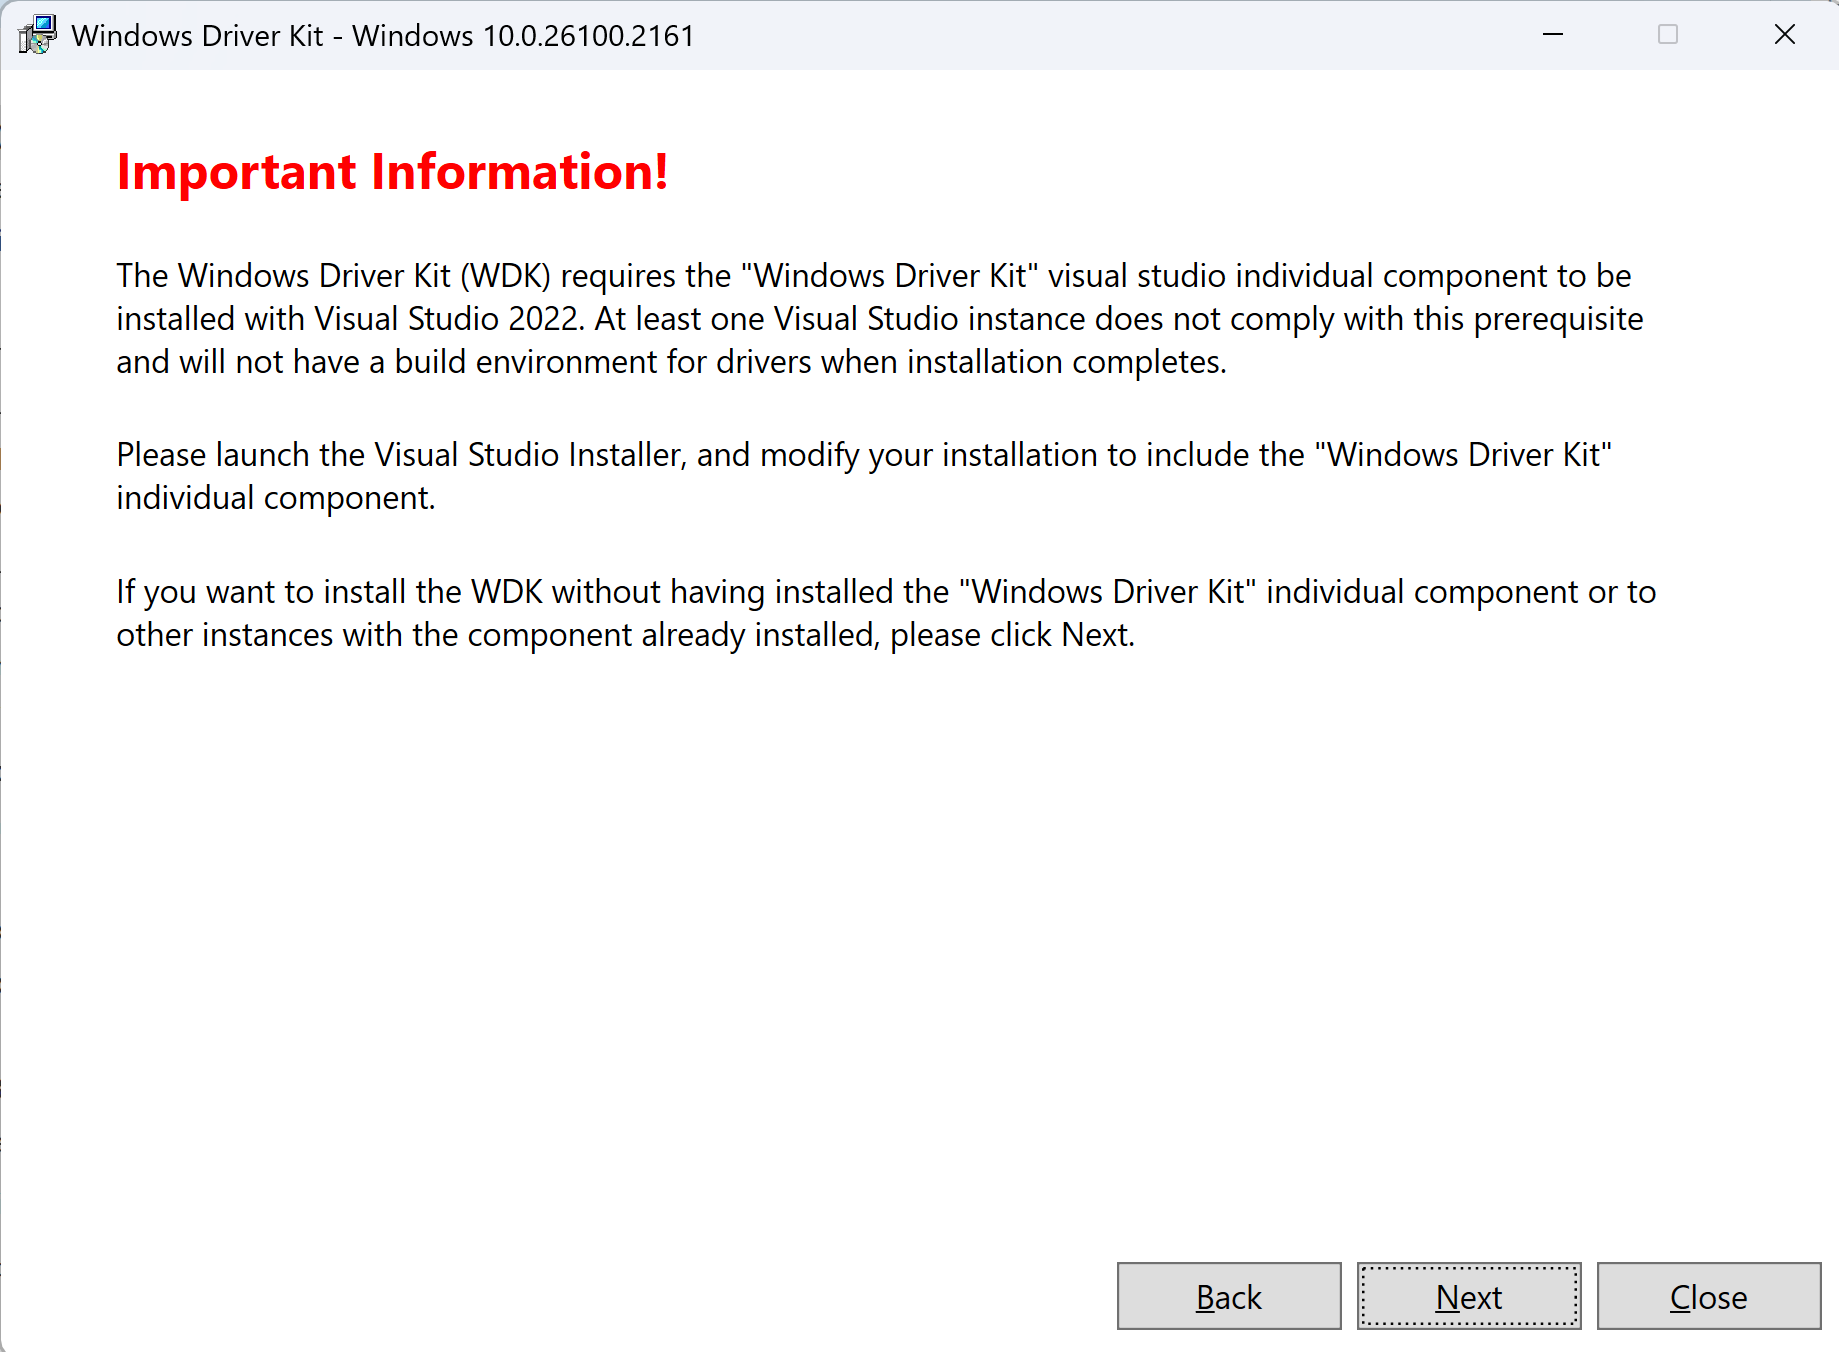 Windows Driver Kit - Windows 10.0.26100.2161
Important Information!
The Windows Driver Kit (WDK) requires the "Windows Driver Kit" visual studio individual component to be
installed with Visual Studio 2022. At least one Visual Studio instance does not comply with this prerequisite
and will not have a build environment for drivers when installation completes.
Please launch the Visual Studio Installer, and modify your installation to include the "Windows Driver Kit"
individual component.
If you want to install the WDK without having installed the "Windows Driver Kit" individual component or to
other instances with the component already installed, please click Next.
Back
Next
Close